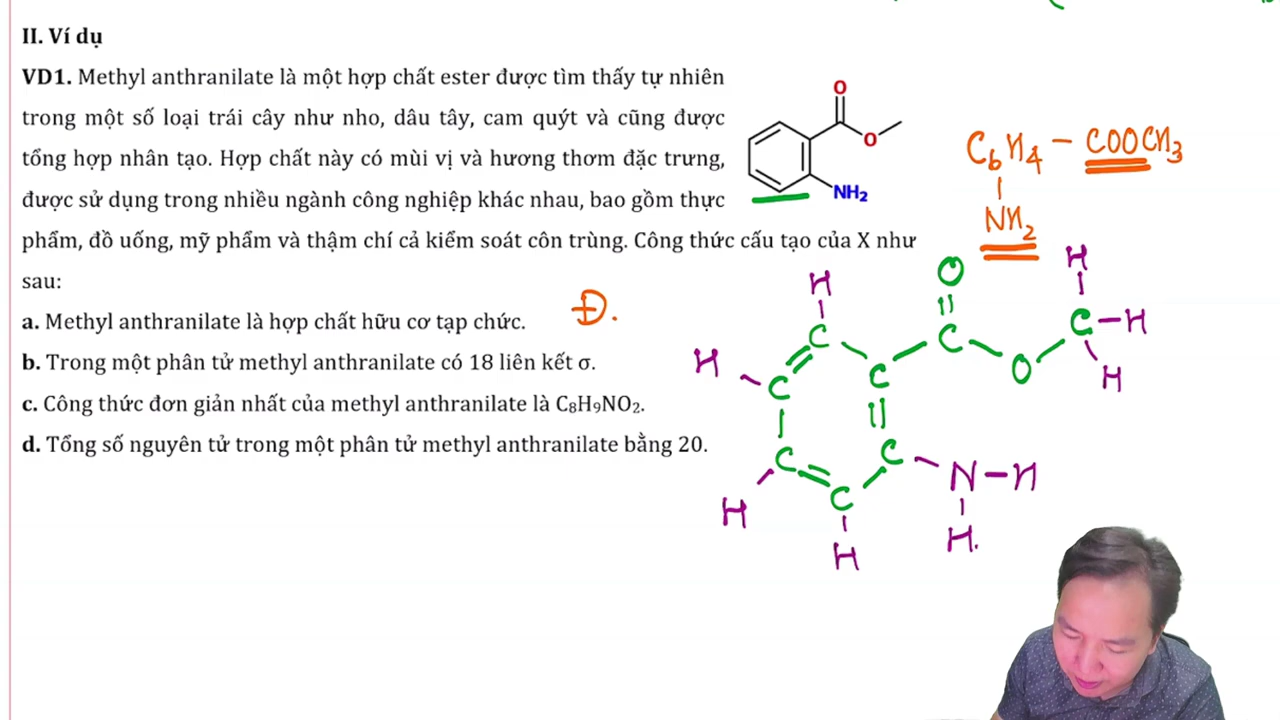 II. Ví dụ
VD1. Methyl anthranilate là một hợp chất ester được tìm thấy tự nhiên
trong một số loại trái cây như nho, dâu tây, cam quýt và cũng được
tổng hợp nhân tạo. Hợp chất này có mùi vị và hương thơm đặc trưng,
được sử dụng trong nhiều ngành công nghiệp khác nhau, bao gồm thực
phẩm, đồ uống, mỹ phẩm và thậm chí cả kiểm soát côn trùng. Công thức cấu tạo của X như
sau:
O
O
NH₂
C₆H₄ – COOCH₃
NH₂
a. Methyl anthranilate là hợp chất hữu cơ tạp chức.
Đ.
b. Trong một phân tử methyl anthranilate có 18 liên kết σ.
c. Công thức đơn giản nhất của methyl anthranilate là C₈H₉NO₂.
d. Tổng số nguyên tử trong một phân tử methyl anthranilate bằng 20.
O H
H
C C C – H
H C C O H
C C N – H
H C H.
H